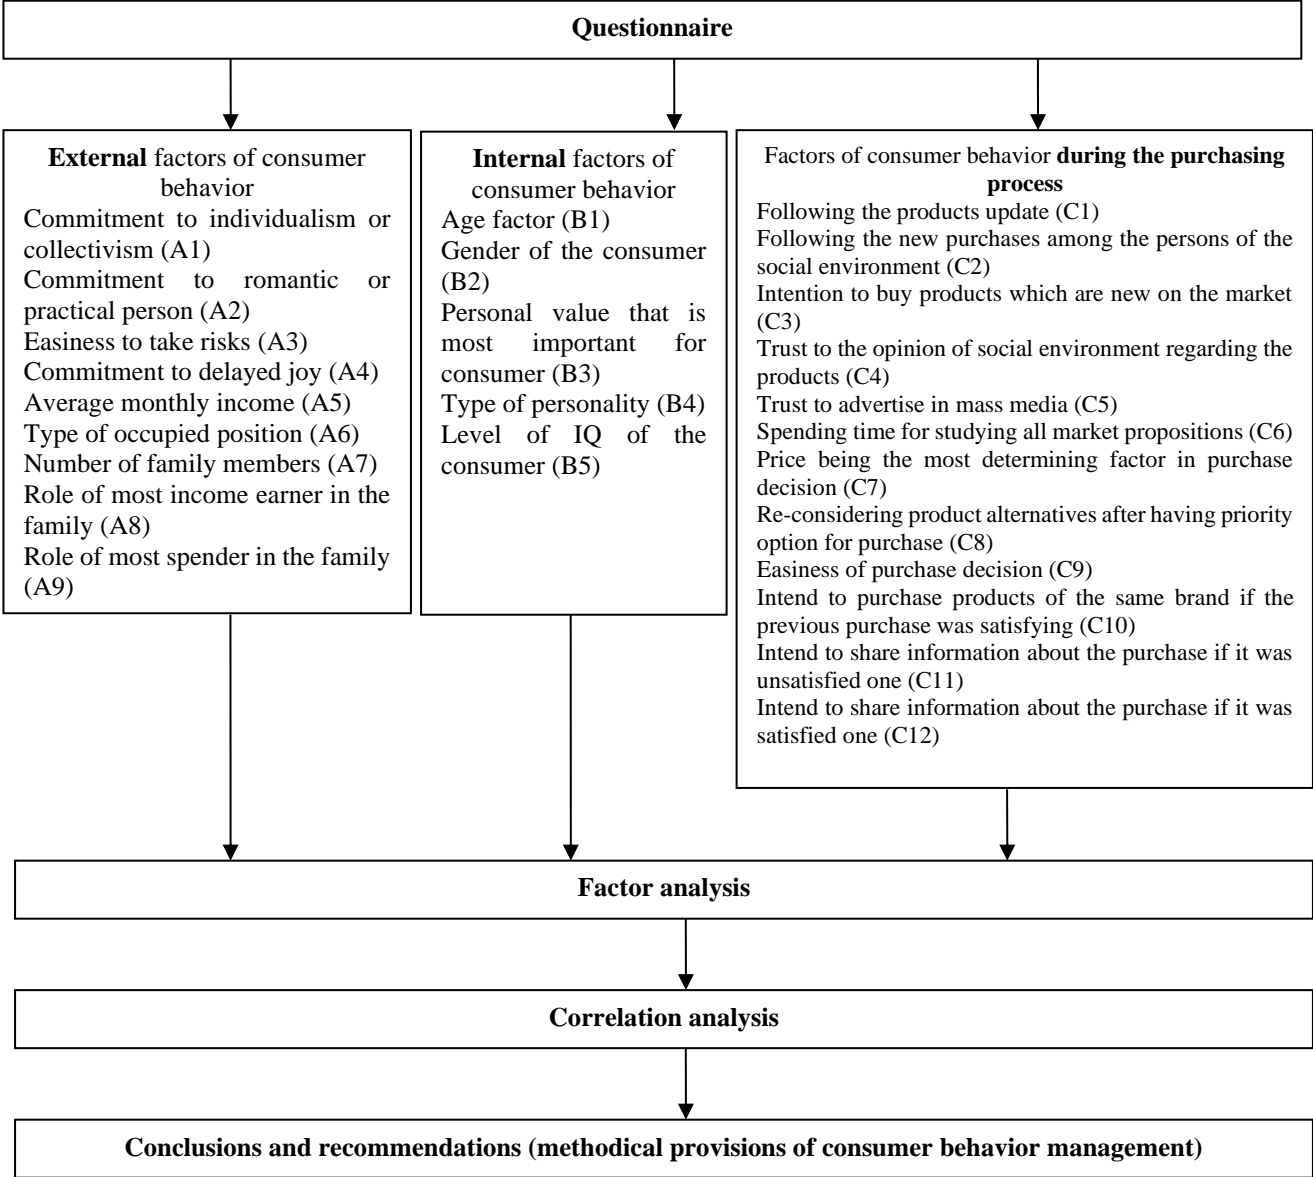 Questionnaire
External factors of consumer
behavior
Commitment to individualism or
collectivism (A1)
Commitment to romantic or
practical person (A2)
Easiness to take risks (A3)
Commitment to delayed joy (A4)
Average monthly income (A5)
Type of occupied position (A6)
Number of family members (A7)
Role of most income earner in the
family (A8)
Role of most spender in the family
(A9)
Internal factors of
consumer behavior
Age factor (B1)
Gender of the consumer
(B2)
Personal value that is
most important for
consumer (B3)
Type of personality (B4)
Level of IQ of the
consumer (B5)
Factors of consumer behavior during the purchasing
process
Following the products update (C1)
Following the new purchases among the persons of the
social environment (C2)
Intention to buy products which are new on the market
(C3)
Trust to the opinion of social environment regarding the
products (C4)
Trust to advertise in mass media (C5)
Spending time for studying all market propositions (C6)
Price being the most determining factor in purchase
decision (C7)
Re-considering product alternatives after having priority
option for purchase (C8)
Easiness of purchase decision (C9)
Intend to purchase products of the same brand if the
previous purchase was satisfying (C10)
Intend to share information about the purchase if it was
unsatisfied one (C11)
Intend to share information about the purchase if it was
satisfied one (C12)
Factor analysis
Correlation analysis
Conclusions and recommendations (methodical provisions of consumer behavior management)